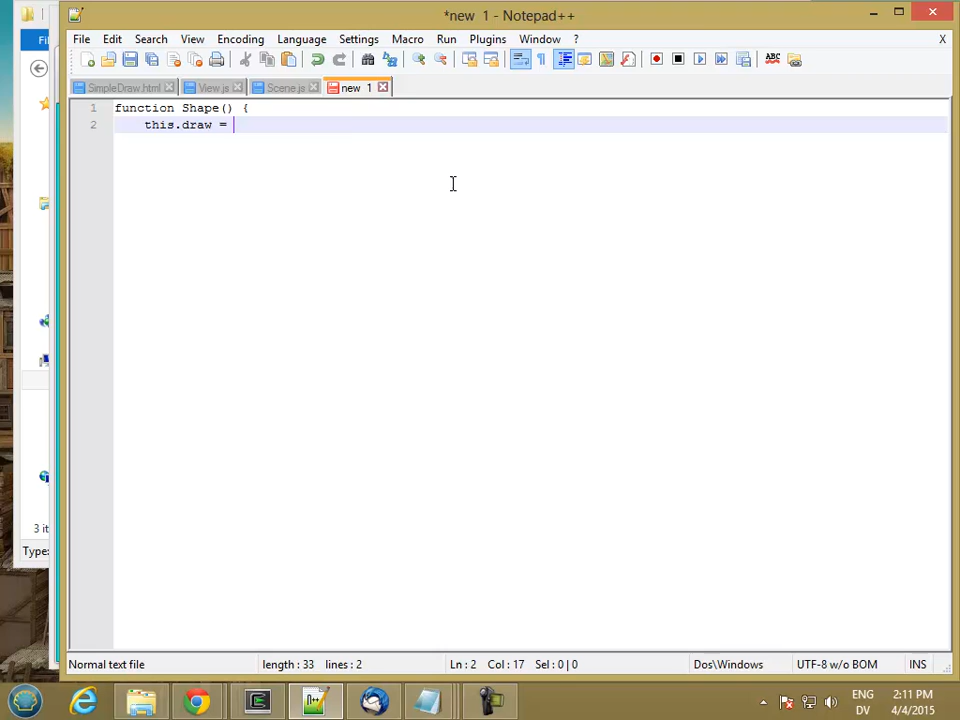 *new 1 - Notepad++
File Edit Search View Encoding Language Settings Macro Run Plugins Window ? X
SimpleDraw.html View.js Scene.js new 1
1 function Shape() {
2 this.draw =
3 it
Type:
Normal text file length : 33 lines : 2 Ln : 2 Col : 17 Sel : 0 | 0 Dos\Windows UTF-8 w/o BOM INS
ENG 2:11 PM
DV 4/4/2015